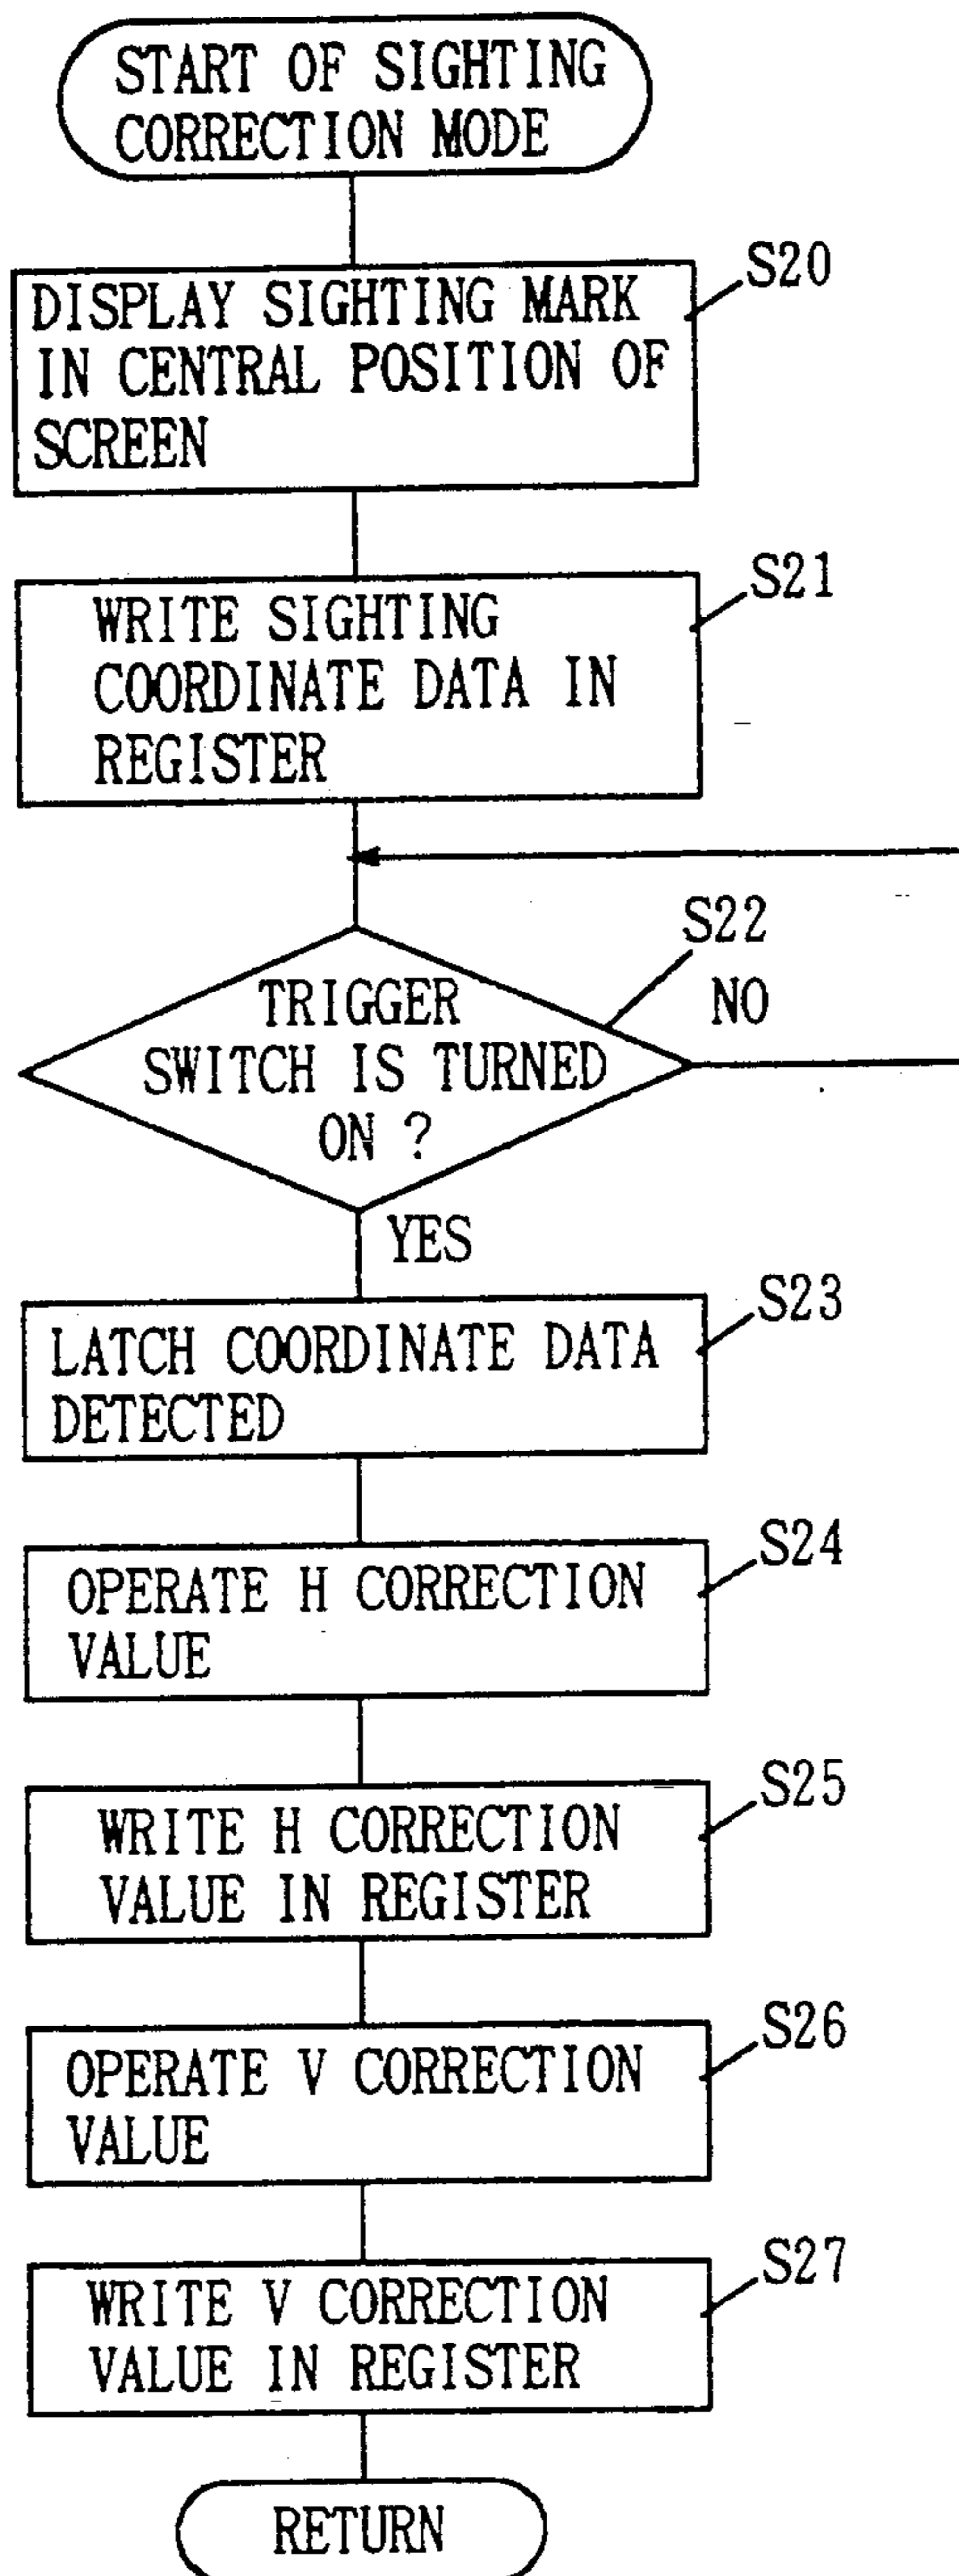 START OF SIGHTING
CORRECTION MODE
S20
DISPLAY SIGHTING MARK
IN CENTRAL POSITION OF
SCREEN
S21
WRITE SIGHTING
COORDINATE DATA IN
REGISTER
S22
NO
TRIGGER
SWITCH IS TURNED
ON ?
YES
S23
LATCH COORDINATE DATA
DETECTED
S24
OPERATE H CORRECTION
VALUE
S25
WRITE H CORRECTION
VALUE IN REGISTER
S26
OPERATE V CORRECTION
VALUE
S27
WRITE V CORRECTION
VALUE IN REGISTER
RETURN